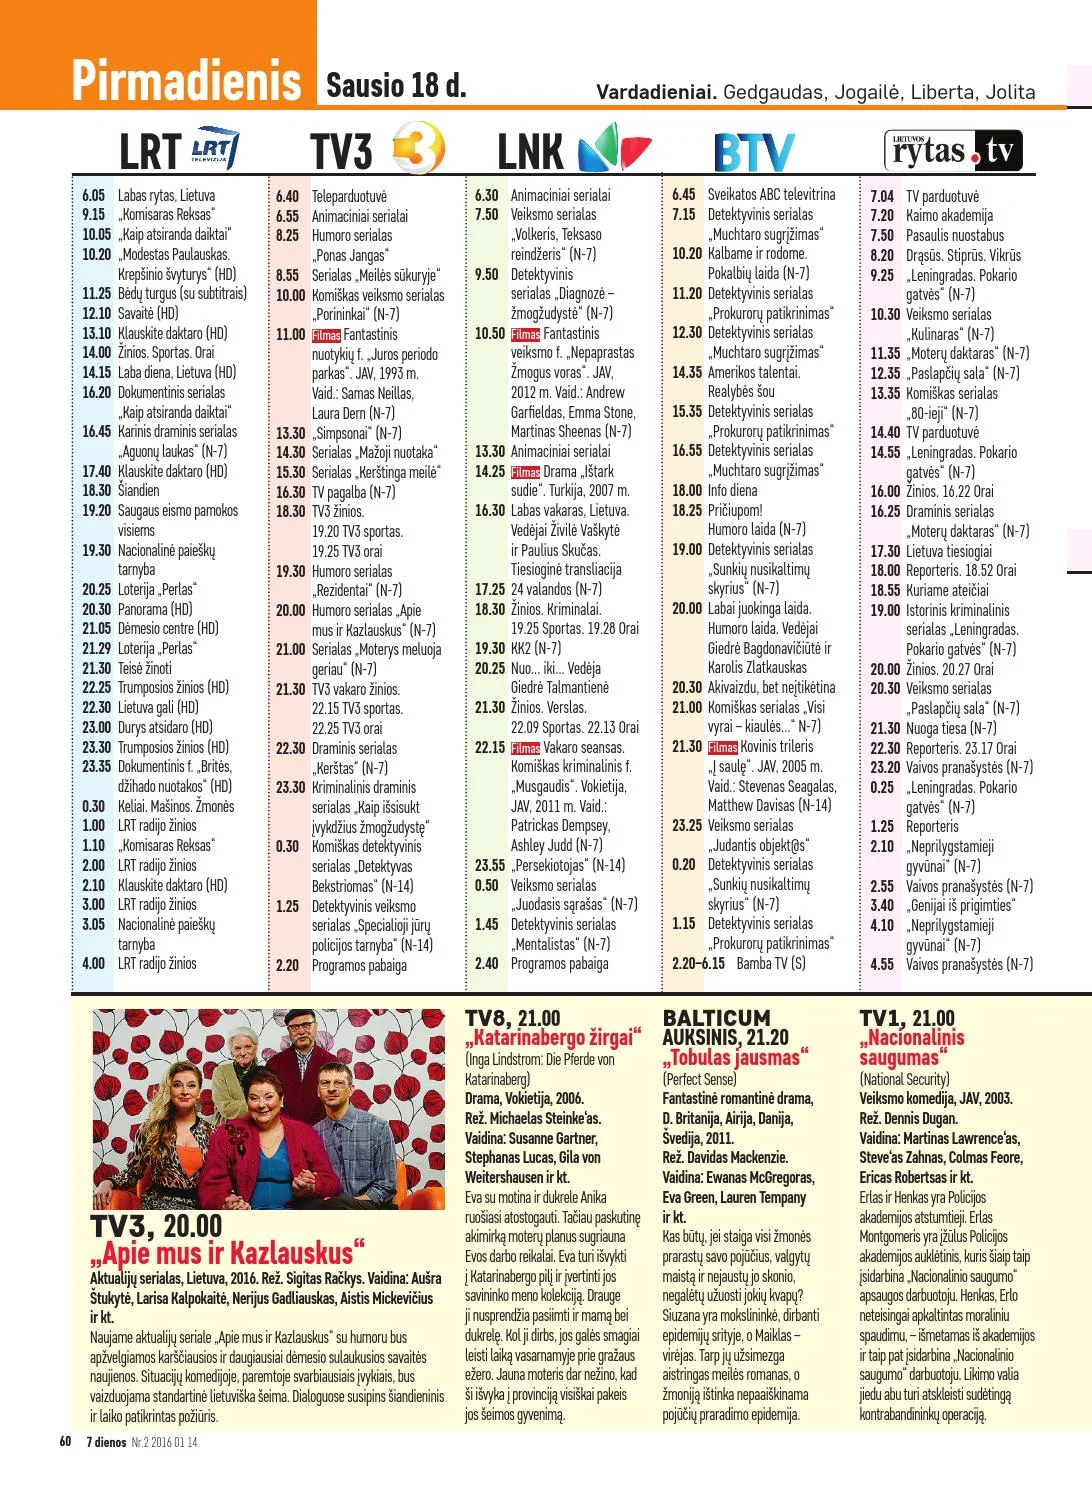 Pirmadienis Sausio 18 d.
Vardadieniai. Gedgaudas, Jogailė, Liberta, Jolita
LRT LRT TELEVIZIJA
6.05 Labas rytas, Lietuva
9.15 „Komisaras Reksas“
10.05 „Kaip atsiranda daiktai“
10.20 „Modestas Paulauskas.
Krepšinio švyturys“ (HD)
11.25 Bėdų turgus (su subtitrais)
12.10 Savaitė (HD)
13.10 Klauskite daktaro (HD)
14.00 Žinios. Sportas. Orai
14.15 Laba diena, Lietuva (HD)
16.20 Dokumentinis serialas
„Kaip atsiranda daiktai“
16.45 Karinis draminis serialas
„Aguonų laukas“ (N-7)
17.40 Klauskite daktaro (HD)
18.30 Šiandien
19.20 Saugaus eismo pamokos
visiems
19.30 Nacionalinė paieškų
tarnyba
20.25 Loterija „Perlas“
20.30 Panorama (HD)
21.05 Dėmesio centre (HD)
21.29 Loterija „Perlas“
21.30 Teisė žinoti
22.25 Trumposios žinios (HD)
22.30 Lietuva gali (HD)
23.00 Durys atsidaro (HD)
23.30 Trumposios žinios (HD)
23.35 Dokumentinis f. „Britės,
džihado nuotakos“ (HD)
0.30 Keliai. Mašinos. Žmonės
1.00 LRT radijo žinios
1.10 „Komisaras Reksas“
2.00 LRT radijo žinios
2.10 Klauskite daktaro (HD)
3.00 LRT radijo žinios
3.05 Nacionalinė paieškų
tarnyba
4.00 LRT radijo žinios
TV3 3
6.40 Teleparduotuvė
6.55 Animaciniai serialai
8.25 Humoro serialas
„Ponas Jangas“
8.55 Serialas „Meilės sūkuryje“
10.00 Komiškas veiksmo serialas
„Porininkai“ (N-7)
11.00 Filmas Fantastinis
nuotykių f. „Juros periodo
parkas“. JAV, 1993 m.
Vaid.: Samas Neillas,
Laura Dern (N-7)
13.30 „Simpsonai“ (N-7)
14.30 Serialas „Mažoji nuotaka“
15.30 Serialas „Kerštinga meilė“
16.30 TV pagalba (N-7)
18.30 TV3 žinios.
19.20 TV3 sportas.
19.25 TV3 orai
19.30 Humoro serialas
„Rezidentai“ (N-7)
20.00 Humoro serialas „Apie
mus ir Kazlauskus“ (N-7)
21.00 Serialas „Moterys meluoja
geriau“ (N-7)
21.30 TV3 vakaro žinios.
22.15 TV3 sportas.
22.25 TV3 orai
22.30 Draminis serialas
„Kerštas“ (N-7)
23.30 Kriminalinis draminis
serialas „Kaip išsisukt
įvykdžius žmogžudystę“
0.30 Komiškas detektyvinis
serialas „Detektyvas
Bekstriomas“ (N-14)
1.25 Detektyvinis veiksmo
serialas „Specialioji jūrų
policijos tarnyba“ (N-14)
2.20 Programos pabaiga
LNK
6.30 Animaciniai serialai
7.50 Veiksmo serialas
„Volkeris, Teksaso
reindžeris“ (N-7)
9.50 Detektyvinis
serialas „Diagnozė –
žmogžudystė“ (N-7)
10.50 Filmas Fantastinis
veiksmo f. „Nepaprastas
Žmogus voras“. JAV,
2012 m. Vaid.: Andrew
Garfieldas, Emma Stone,
Martinas Sheenas (N-7)
13.30 Animaciniai serialai
14.25 Filmas Drama „Ištark
sudie“. Turkija, 2007 m.
16.30 Labas vakaras, Lietuva.
Vedėjai Živilė Vaškytė
ir Paulius Skučas.
Tiesioginė transliacija
17.25 24 valandos (N-7)
18.30 Žinios. Kriminalai.
19.25 Sportas. 19.28 Orai
19.30 KK2 (N-7)
20.25 Nuo... iki... Vedėja
Giedrė Talmantienė
21.30 Žinios. Verslas.
22.09 Sportas. 22.13 Orai
22.15 Filmas Vakaro seansas.
Komiškas kriminalinis f.
„Musgaudis“. Vokietija,
JAV, 2011 m. Vaid.:
Patrickas Dempsey,
Ashley Judd (N-7)
23.55 „Persekiotojas“ (N-14)
0.50 Veiksmo serialas
„Juodasis sąrašas“ (N-7)
1.45 Detektyvinis serialas
„Mentalistas“ (N-7)
2.40 Programos pabaiga
BTV
6.45 Sveikatos ABC televitrina
7.15 Detektyvinis serialas
„Muchtaro sugrįžimas“
10.20 Kalbame ir rodome.
Pokalbių laida (N-7)
11.20 Detektyvinis serialas
„Prokurorų patikrinimas“
12.30 Detektyvinis serialas
„Muchtaro sugrįžimas“
14.35 Amerikos talentai.
Realybės šou
15.35 Detektyvinis serialas
„Prokurorų patikrinimas“
16.55 Detektyvinis serialas
„Muchtaro sugrįžimas“
18.00 Info diena
18.25 Pričiupom!
Humoro laida (N-7)
19.00 Detektyvinis serialas
„Sunkių nusikaltimų
skyrius“ (N-7)
20.00 Labai juokinga laida.
Humoro laida. Vedėjai
Giedrė Bagdonavičiūtė ir
Karolis Zlatkauskas
20.30 Akivaizdu, bet neįtikėtina
21.00 Komiškas serialas „Visi
vyrai – kiaulės...“ N-7)
21.30 Filmas Kovinis trileris
„Į saulę“. JAV, 2005 m.
Vaid.: Stevenas Seagalas,
Matthew Davisas (N-14)
23.25 Veiksmo serialas
„Judantis objekt@s“
0.20 Detektyvinis serialas
„Sunkių nusikaltimų
skyrius“ (N-7)
1.15 Detektyvinis serialas
„Prokurorų patikrinimas“
2.20–6.15 Bamba TV (S)
LIETUVOS
rytas.tv
7.04 TV parduotuvė
7.20 Kaimo akademija
7.50 Pasaulis nuostabus
8.20 Drąsūs. Stiprūs. Vikrūs
9.25 „Leningradas. Pokario
gatvės“ (N-7)
10.30 Veiksmo serialas
„Kulinaras“ (N-7)
11.35 „Moterų daktaras“ (N-7)
12.35 „Paslapčių sala“ (N-7)
13.35 Komiškas serialas
„80-ieji“ (N-7)
14.40 TV parduotuvė
14.55 „Leningradas. Pokario
gatvės“ (N-7)
16.00 Žinios. 16.22 Orai
16.25 Draminis serialas
„Moterų daktaras“ (N-7)
17.30 Lietuva tiesiogiai
18.00 Reporteris. 18.52 Orai
18.55 Kuriame ateičiai
19.00 Istorinis kriminalinis
serialas „Leningradas.
Pokario gatvės“ (N-7)
20.00 Žinios. 20.27 Orai
20.30 Veiksmo serialas
„Paslapčių sala“ (N-7)
21.30 Nuoga tiesa (N-7)
22.30 Reporteris. 23.17 Orai
23.20 Vaivos pranašystės (N-7)
0.25 „Leningradas. Pokario
gatvės“ (N-7)
1.25 Reporteris
2.10 „Neprilygstamieji
gyvūnai“ (N-7)
2.55 Vaivos pranašystės (N-7)
3.40 „Genijai iš prigimties“
4.10 „Neprilygstamieji
gyvūnai“ (N-7)
4.55 Vaivos pranašystės (N-7)
TV3, 20.00
„Apie mus ir Kazlauskus“
Aktualijų serialas, Lietuva, 2016. Rež. Sigitas Račkys. Vaidina: Aušra
Štukytė, Larisa Kalpokaitė, Nerijus Gadliauskas, Aistis Mickevičius
ir kt.
Naujame aktualijų seriale „Apie mus ir Kazlauskus“ su humoru bus
apžvelgiamos karščiausios ir daugiausiai dėmesio sulaukusios savaitės
naujienos. Situacijų komedijoje, paremtoje svarbiausiais įvykiais, bus
vaizduojama standartinė lietuviška šeima. Dialoguose susipins šiandieninis
ir laiko patikrintas požiūris.
TV8, 21.00
„Katarinabergo žirgai“
(Inga Lindstrom: Die Pferde von
Katarinaberg)
Drama, Vokietija, 2006.
Rež. Michaelas Steinke‘as.
Vaidina: Susanne Gartner,
Stephanas Lucas, Gila von
Weitershausen ir kt.
Eva su motina ir dukrele Anika
ruošiasi atostogauti. Tačiau paskutinę
akimirką moterų planus sugriauna
Evos darbo reikalai. Eva turi išvykti
į Katarinabergo pilį ir įvertinti jos
savininko meno kolekciją. Drauge
ji nusprendžia pasiimti ir mamą bei
dukrelę. Kol ji dirbs, jos galės smagiai
leisti laiką vasarnamyje prie gražaus
ežero. Jauna moteris dar nežino, kad
ši išvyka į provinciją visiškai pakeis
jos šeimos gyvenimą.
BALTICUM
AUKSINIS, 21.20
„Tobulas jausmas“
(Perfect Sense)
Fantastinė romantinė drama,
D. Britanija, Airija, Danija,
Švedija, 2011.
Rež. Davidas Mackenzie.
Vaidina: Ewanas McGregoras,
Eva Green, Lauren Tempany
ir kt.
Kas būtų, jei staiga visi žmonės
prarastų savo pojūčius, valgytų
maistą ir nejaustų jo skonio,
negalėtų užuosti jokių kvapų?
Siuzana yra mokslininkė, dirbanti
epidemijų srityje, o Maiklas –
virėjas. Tarp jų užsimezga
aistringas meilės romanas, o
žmoniją ištinka nepaaiškinama
pojūčių praradimo epidemija.
TV1, 21.00
„Nacionalinis
saugumas“
(National Security)
Veiksmo komedija, JAV, 2003.
Rež. Dennis Dugan.
Vaidina: Martinas Lawrence‘as,
Steve‘as Zahnas, Colmas Feore,
Ericas Robertsas ir kt.
Erlas ir Henkas yra Policijos
akademijos atstumtieji. Erlas
Montgomeris yra įžūlus Policijos
akademijos auklėtinis, kuris šiaip taip
įsidarbina „Nacionalinio saugumo“
apsaugos darbuotoju. Henkas, Erlo
neteisingai apkaltintas moraliniu
spaudimu, – išmetamas iš akademijos
ir taip pat įsidarbina „Nacionalinio
saugumo“ darbuotoju. Likimo valia
jiedu abu turi atskleisti sudėtingą
kontrabandininkų operaciją.
60 7 dienos Nr.2 2016 01 14